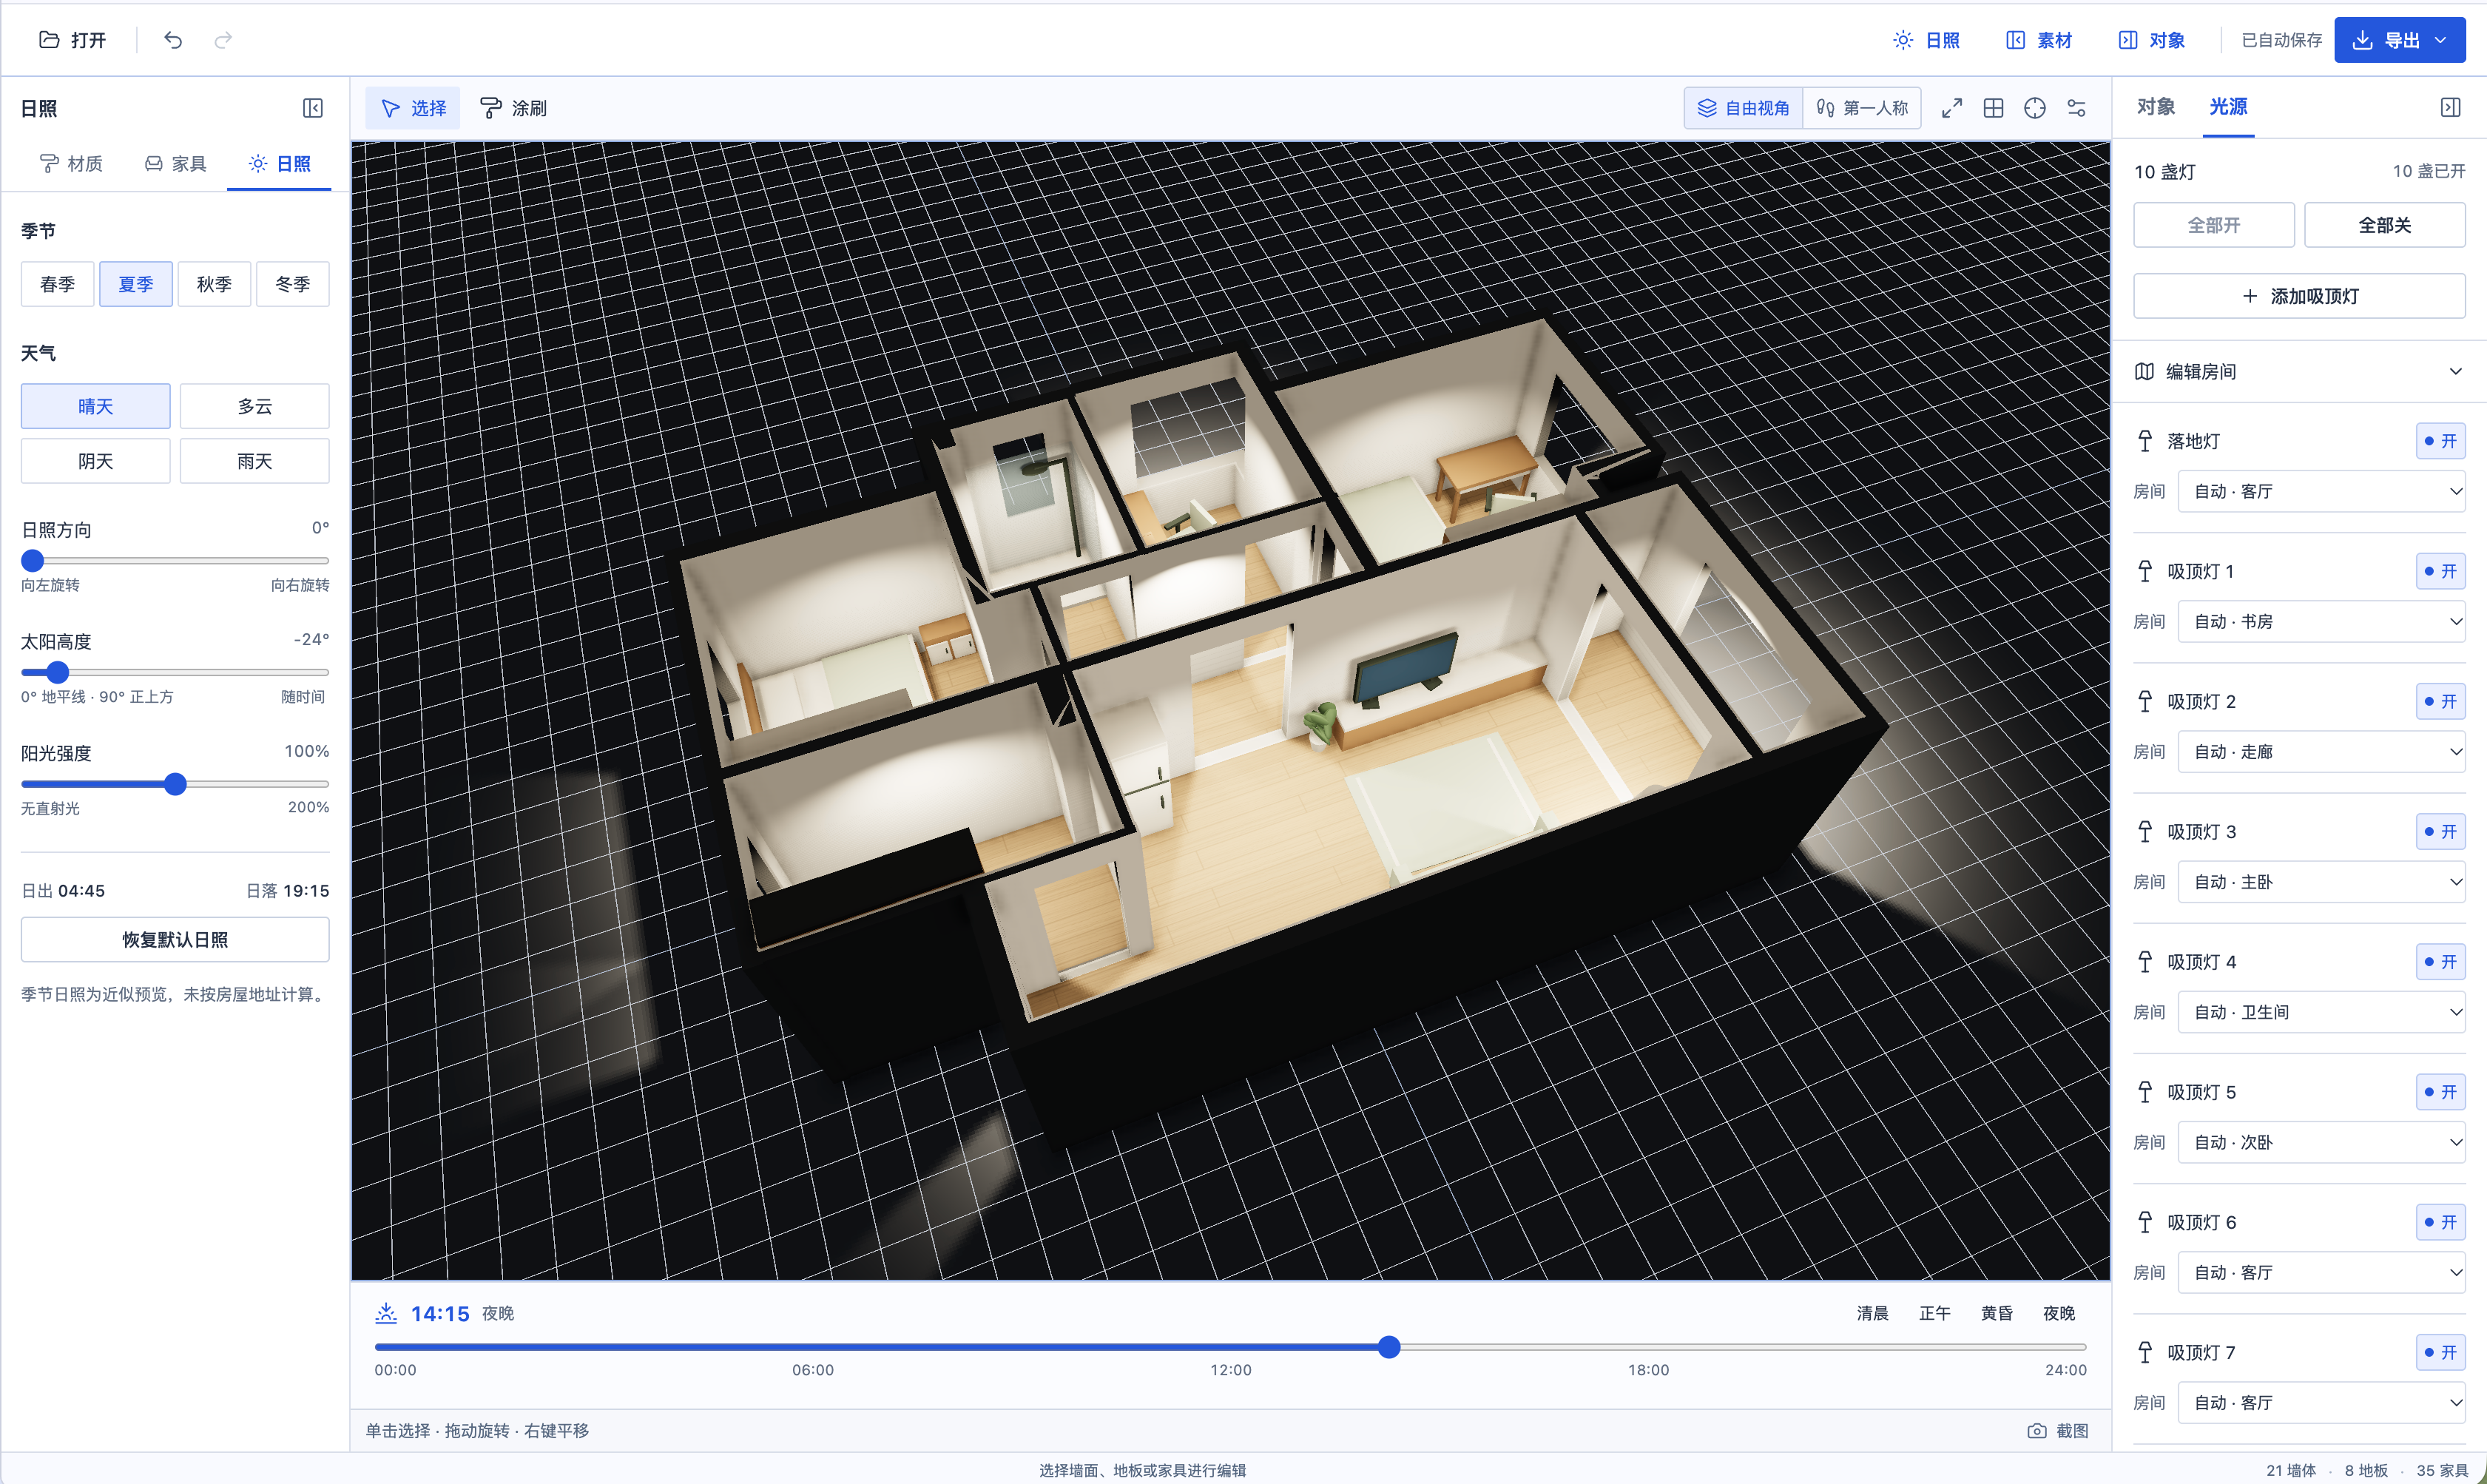 打开
日照 素材 对象 已自动保存 导出
日照
材质 家具 日照
季节
春季 夏季 秋季 冬季
天气
晴天 多云
阴天 雨天
日照方向 0°
向左旋转 向右旋转
太阳高度 -24°
0° 地平线 · 90° 正上方 随时间
阳光强度 100%
无直射光 200%
日出 04:45 日落 19:15
恢复默认日照
季节日照为近似预览，未按房屋地址计算。
选择 涂刷 自由视角 第一人称
14:15 夜晚 清晨 正午 黄昏 夜晚
00:00 06:00 12:00 18:00 24:00
单击选择 · 拖动旋转 · 右键平移 截图
对象 光源
10 盏灯 10 盏已开
全部开 全部关
添加吸顶灯
编辑房间
落地灯 开
房间 自动 · 客厅
吸顶灯 1 开
房间 自动 · 书房
吸顶灯 2 开
房间 自动 · 走廊
吸顶灯 3 开
房间 自动 · 主卧
吸顶灯 4 开
房间 自动 · 卫生间
吸顶灯 5 开
房间 自动 · 次卧
吸顶灯 6 开
房间 自动 · 客厅
吸顶灯 7 开
房间 自动 · 客厅
选择墙面、地板或家具进行编辑 21 墙体 · 8 地板 · 35 家具